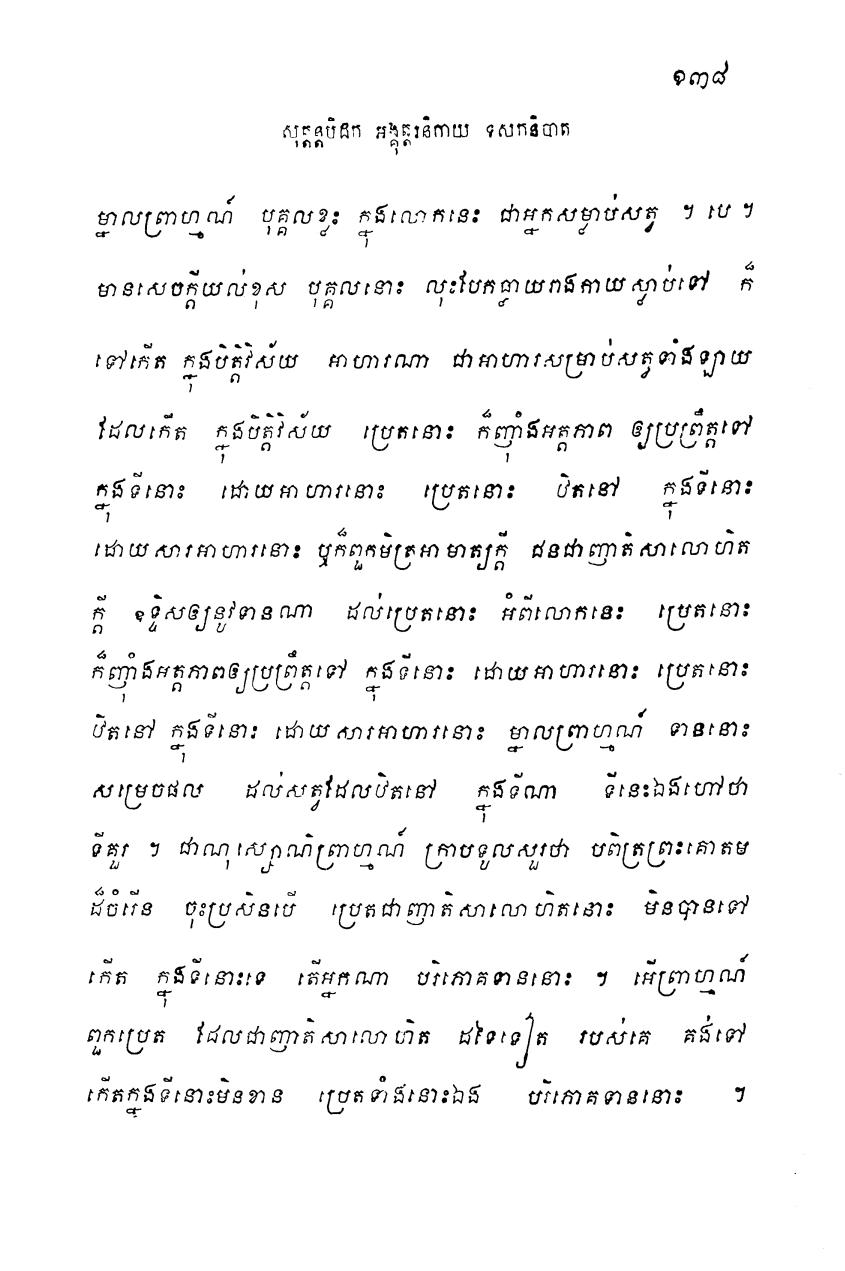 ១៣៨
សុត្តន្តបិដក អង្គុត្តរនិកាយ ទសកនិបាត
ម្នាលព្រាហ្មណ៍ បុគ្គលខ្លះ ក្នុងលោកនេះ ជាអ្នកសម្លាប់សត្វ ។ បេ ។
មានសេចក្តីយល់ខុស បុគ្គលនោះ លុះបែកធ្លាយរាងកាយស្លាប់ទៅ ក៏
ទៅកើត ក្នុងបិត្តិវិស័យ អាហារណា ជាអាហារសម្រាប់សត្វទាំងឡាយ
ដែលកើត ក្នុងបិត្តិវិស័យ ប្រេតនោះ ក៏ញ៉ាំងអត្តភាព ឲ្យប្រព្រឹត្តទៅ
ក្នុងទីនោះ ដោយអាហារនោះ ប្រេតនោះ ឋិតនៅ ក្នុងទីនោះ
ដោយសារអាហារនោះ ឬក៏ពួកមិត្រអាមាត្យក្តី ជនជាញាតិសាលោហិត
ក្តី ឧទ្ទិសឲ្យនូវទានណា ដល់ប្រេតនោះ អំពីលោកនេះ ប្រេតនោះ
ក៏ញ៉ាំងអត្តភាពឲ្យប្រព្រឹត្តទៅ ក្នុងទីនោះ ដោយអាហារនោះ ប្រេតនោះ
ឋិតនៅ ក្នុងទីនោះ ដោយសារអាហារនោះ ម្នាលព្រាហ្មណ៍ ទាននោះ
សម្រេចផល ដល់សត្វដែលឋិតនៅ ក្នុងទីណា ទីនេះឯងហៅថា
ទីគួរ ។ ជាណុស្សោណិព្រាហ្មណ៍ ក្រាបទូលសួរថា បពិត្រព្រះគោតម
ដ៏ចំរើន ចុះប្រសិនបើ ប្រេតជាញាតិសាលោហិតនោះ មិនបានទៅ
កើត ក្នុងទីនោះទេ តើអ្នកណា បរិភោគទាននោះ ។ អើព្រាហ្មណ៍
ពួកប្រេត ដែលជាញាតិសាលោហិត ដទៃទៀត របស់គេ គង់ទៅ
កើតក្នុងទីនោះមិនខាន ប្រេតទាំងនោះឯង បរិភោគទាននោះ ។